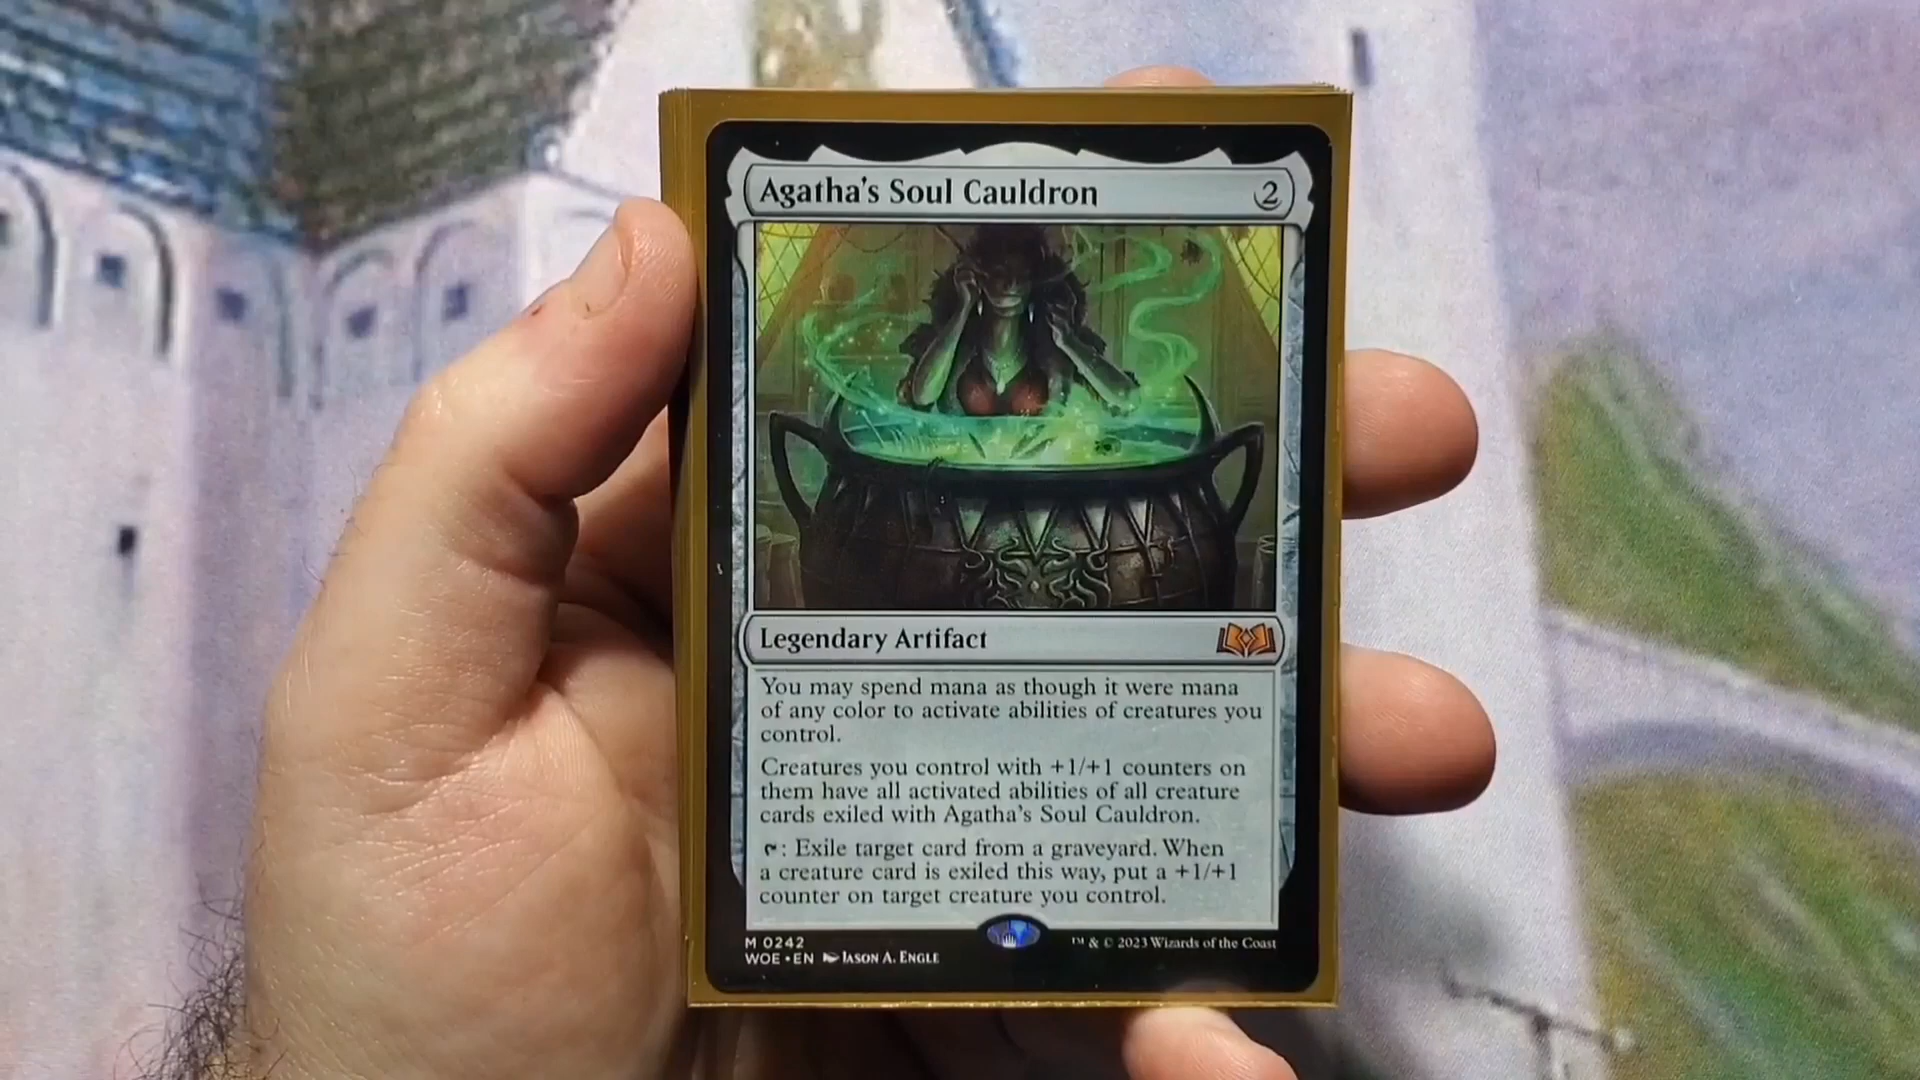 Agatha's Soul Cauldron 2
Legendary Artifact
You may spend mana as though it were mana
of any color to activate abilities of creatures you
control.
Creatures you control with +1/+1 counters on
them have all activated abilities of all creature
cards exiled with Agatha's Soul Cauldron.
: Exile target card from a graveyard. When
a creature card is exiled this way, put a +1/+1
counter on target creature you control.
M 0242
WOE • EN JASON A. ENGLE
™ & © 2023 Wizards of the Coast